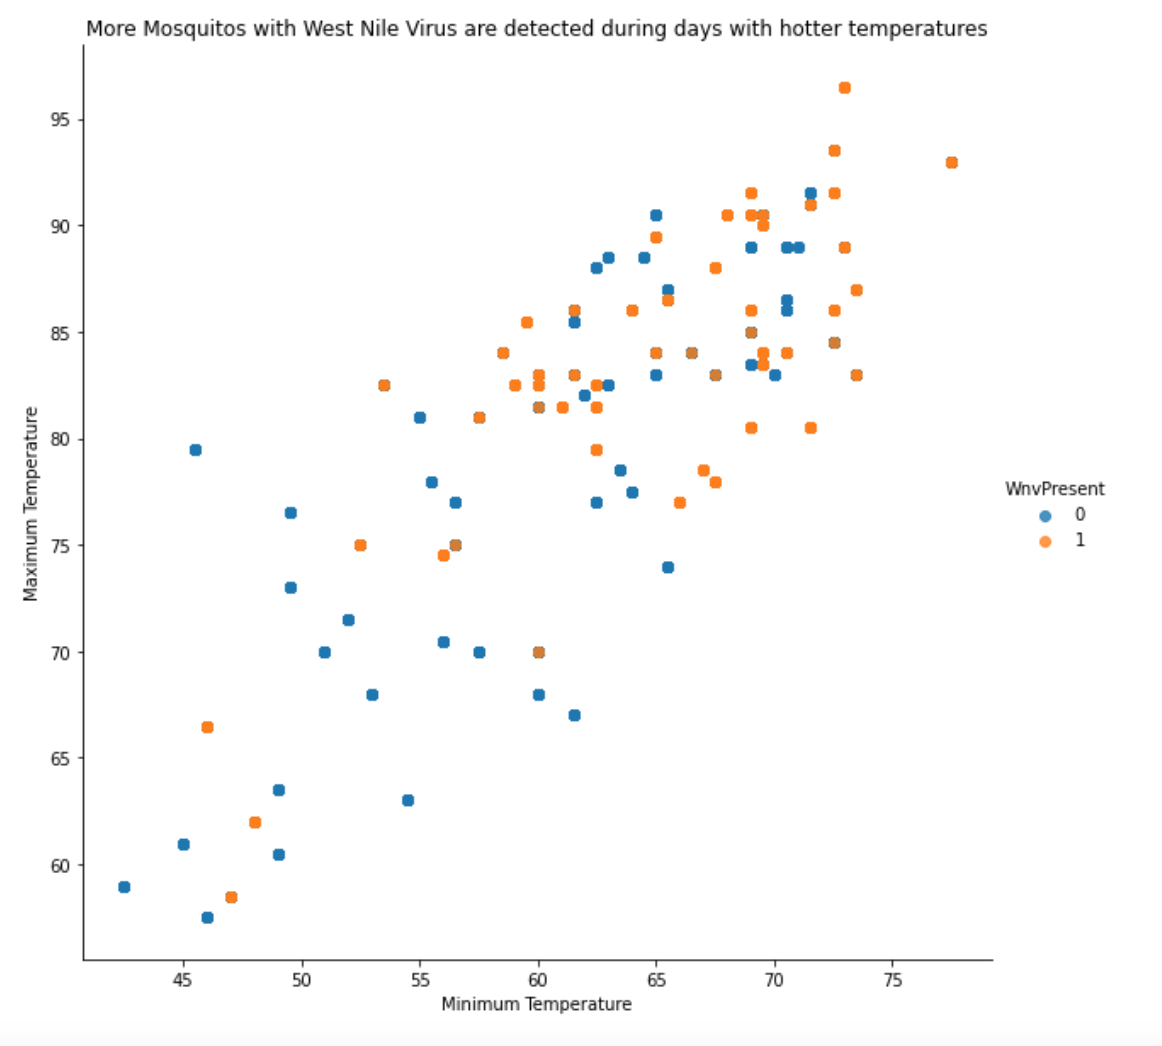 More Mosquitos with West Nile Virus are detected during days with hotter temperatures
95
90
85
80
75
70
65
60
Maximum Temperature
45 50 55 60 65 70 75
Minimum Temperature
WnvPresent
0
1